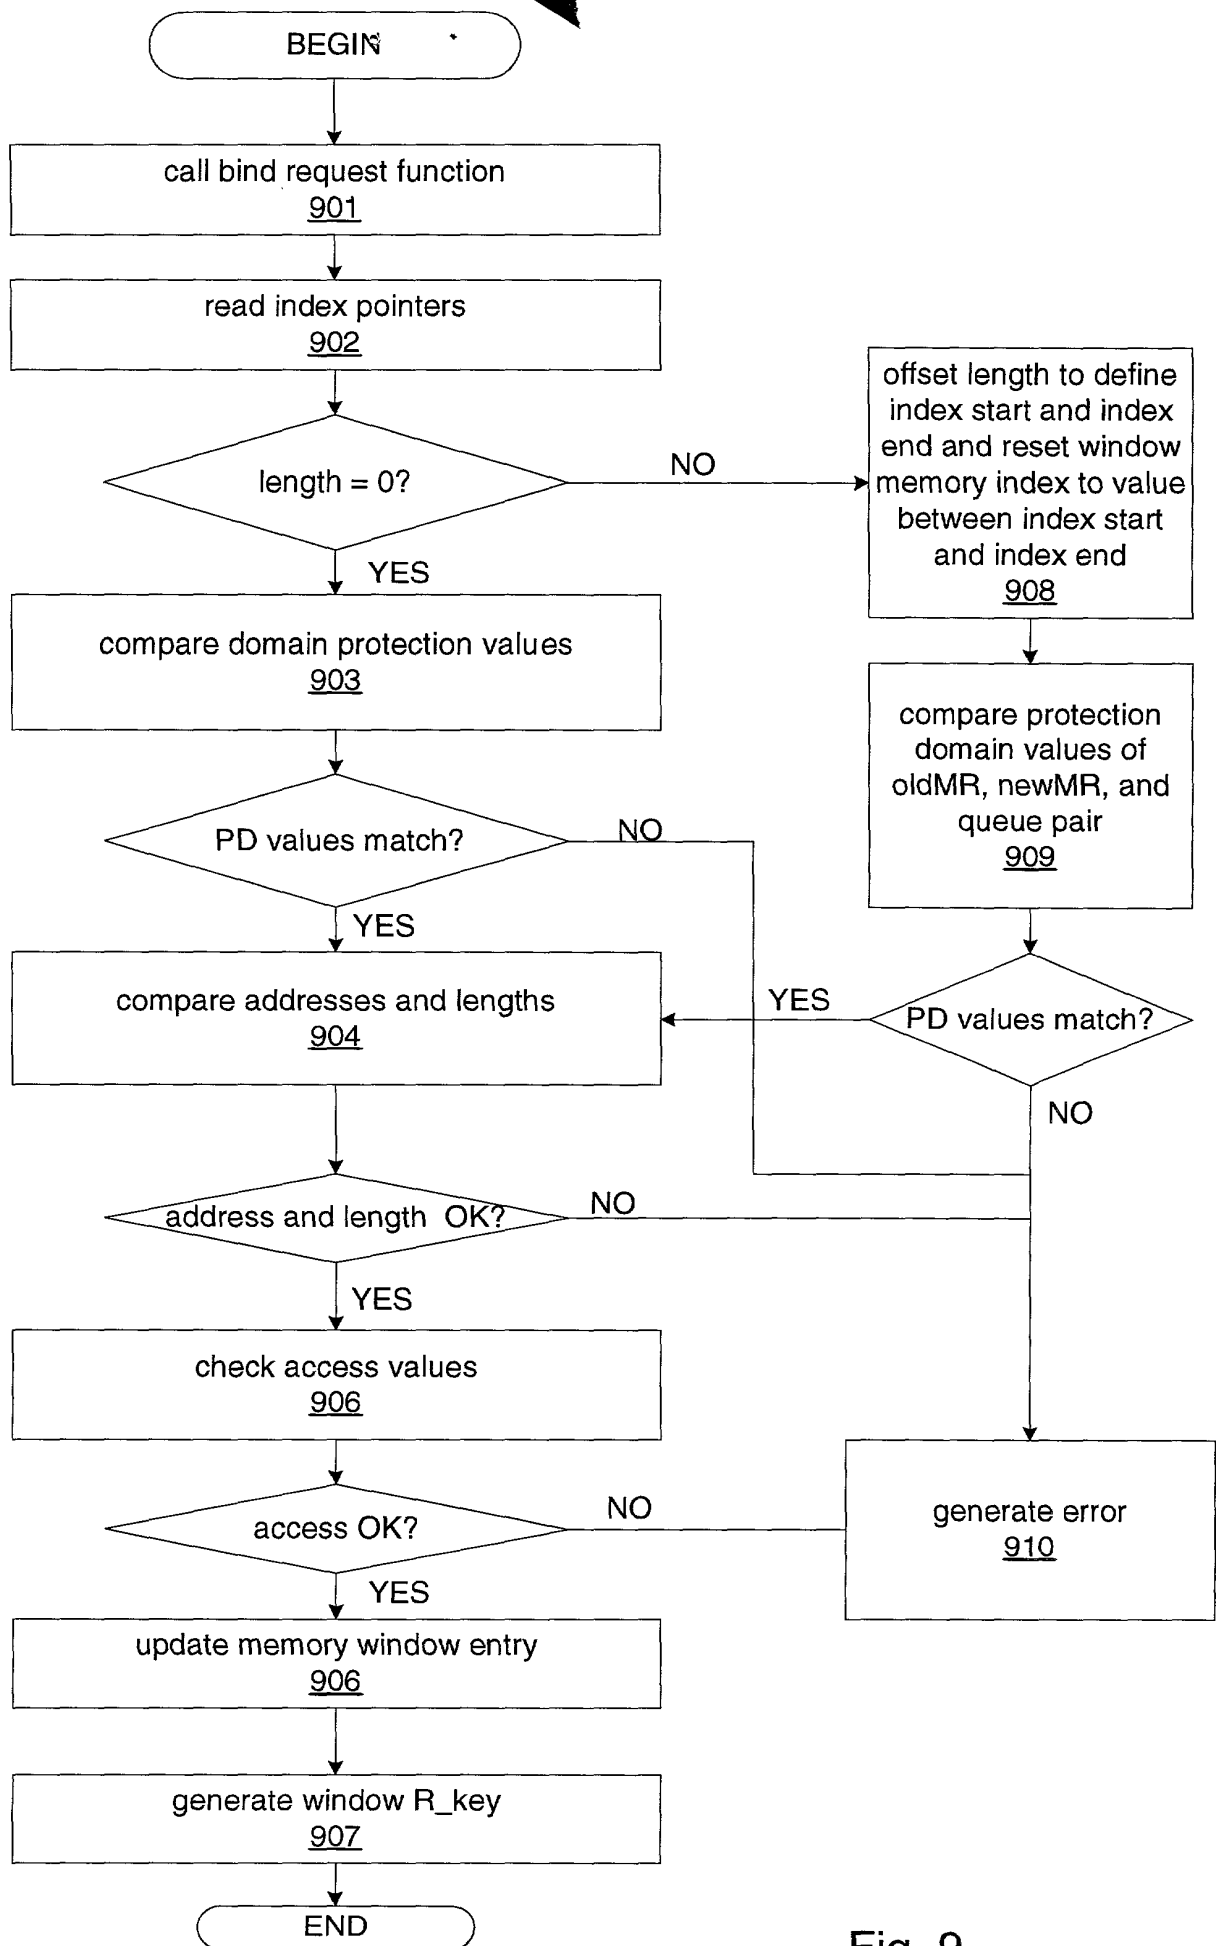 BEGIN
call bind request function
901
read index pointers
902
length = 0?
NO
YES
offset length to define
index start and index
end and reset window
memory index to value
between index start
and index end
908
compare domain protection values
903
compare protection
domain values of
oldMR, newMR, and
queue pair
909
PD values match?
NO
YES
compare addresses and lengths
904
YES
PD values match?
NO
address and length OK?
NO
YES
check access values
906
access OK?
NO
YES
generate error
910
update memory window entry
906
generate window R_key
907
END
Fig. 9